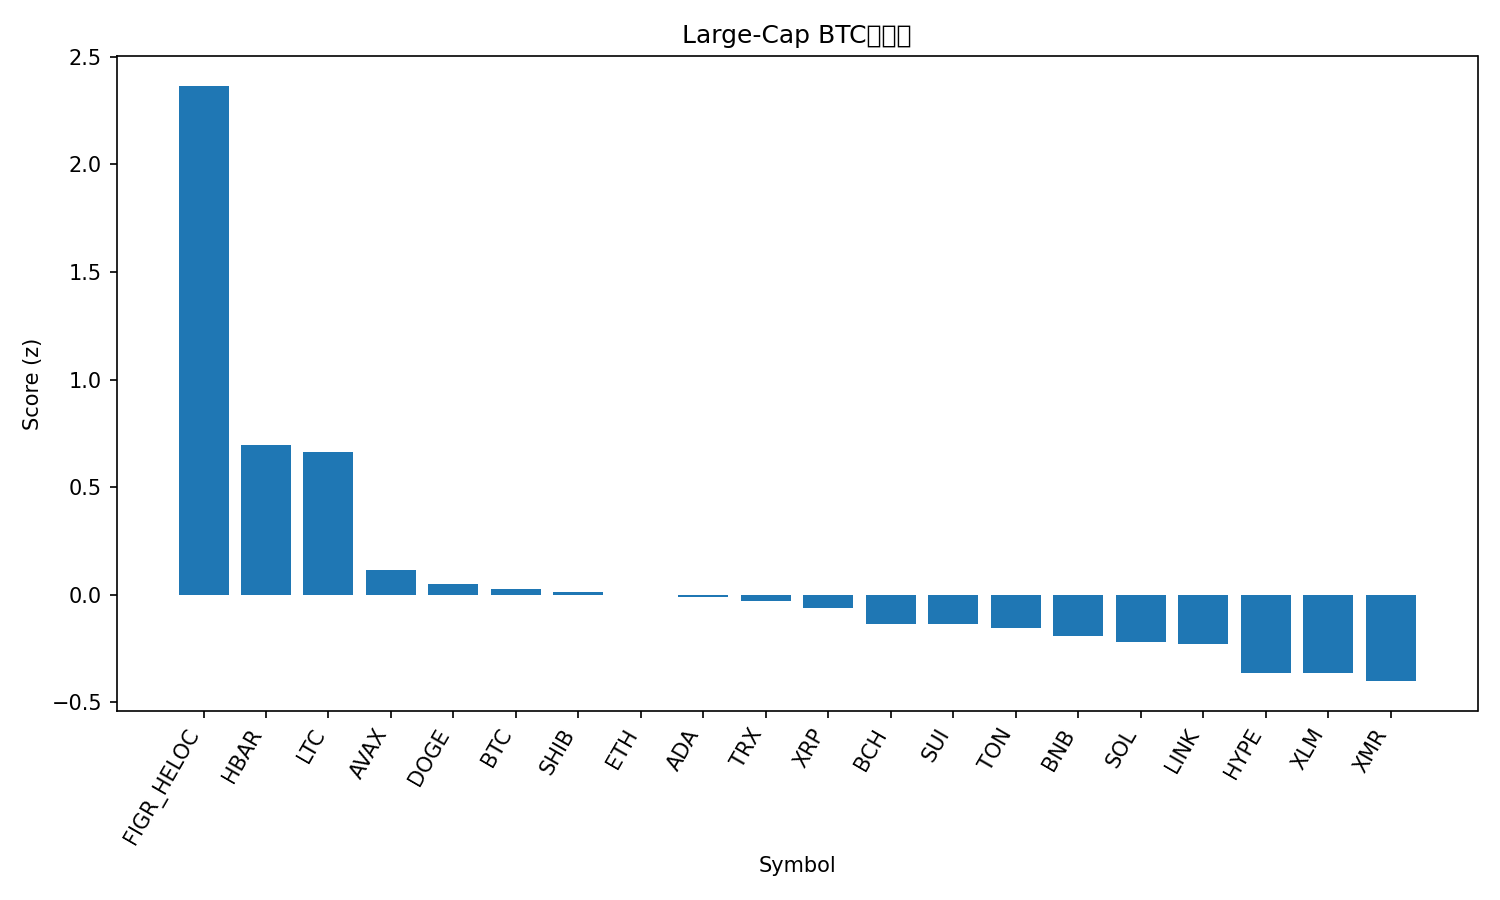 Large-Cap BTC
2.5
2.0
1.5
1.0
0.5
0.0
−0.5
Score (z)
FIGR_HELOC
HBAR
LTC
AVAX
DOGE
BTC
SHIB
ETH
ADA
TRX
XRP
BCH
SUI
TON
BNB
SOL
LINK
HYPE
XLM
XMR
Symbol